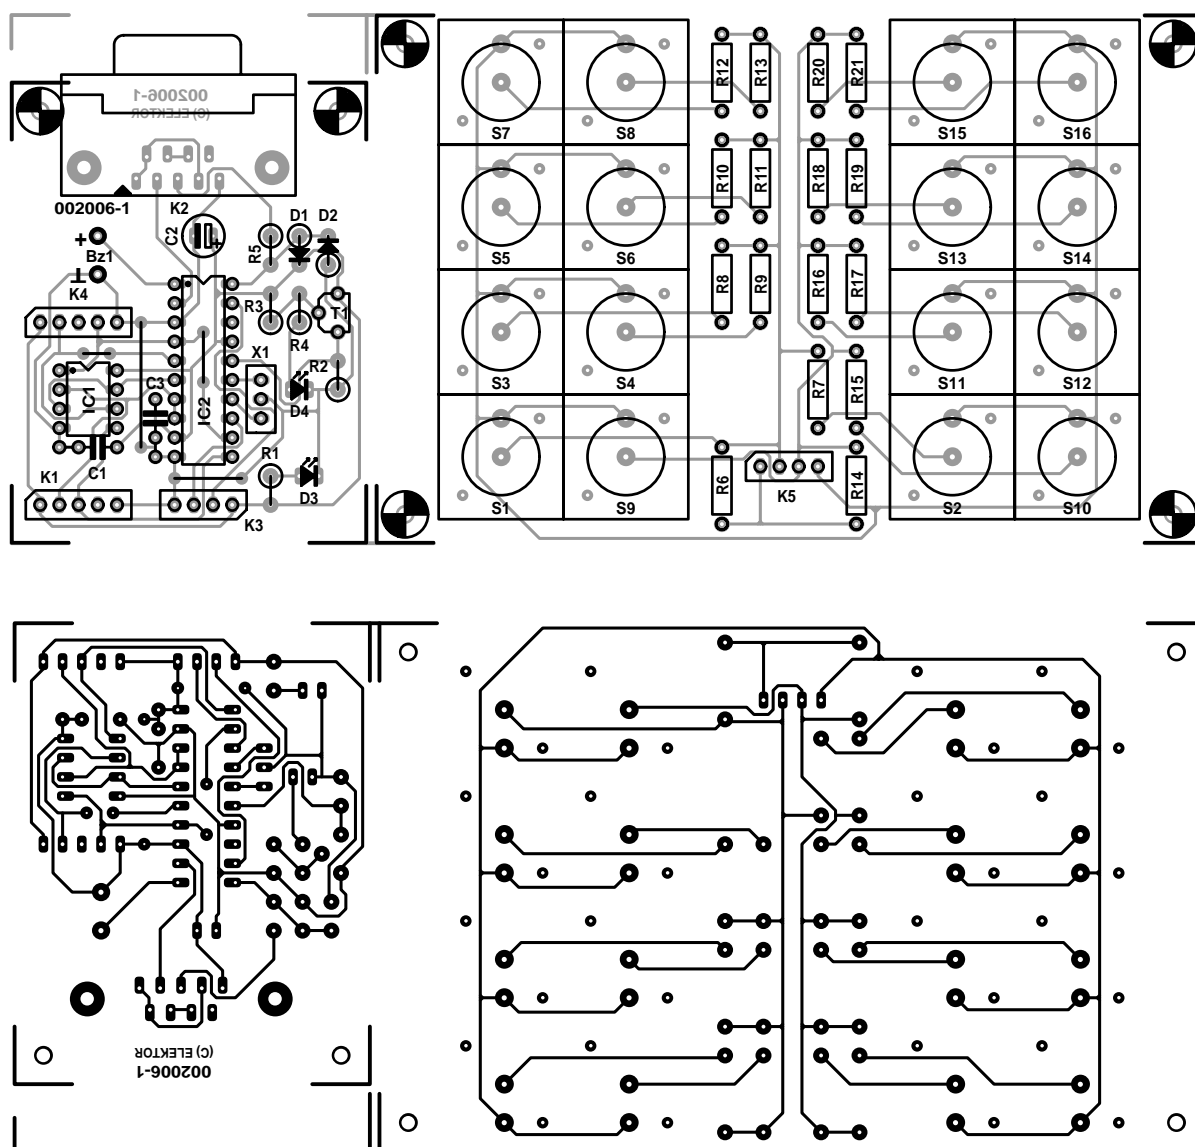 002006-1
(C) ELEKTOR
002006-1
K2
C2
+
+
Bz1
⊥
K4
R5
D1
D2
R3
R4
T1
X1
R2
C3
IC1
IC2
D4
K1
C1
R1
D3
K3
S7
S8
R12
R13
R20
R21
S15
S16
S5
S6
R10
R11
R18
R19
S13
S14
S3
S4
R8
R9
R16
R17
S11
S12
R7
R15
S1
S9
R6
K5
R14
S2
S10
(C) ELEKTOR
002006-1